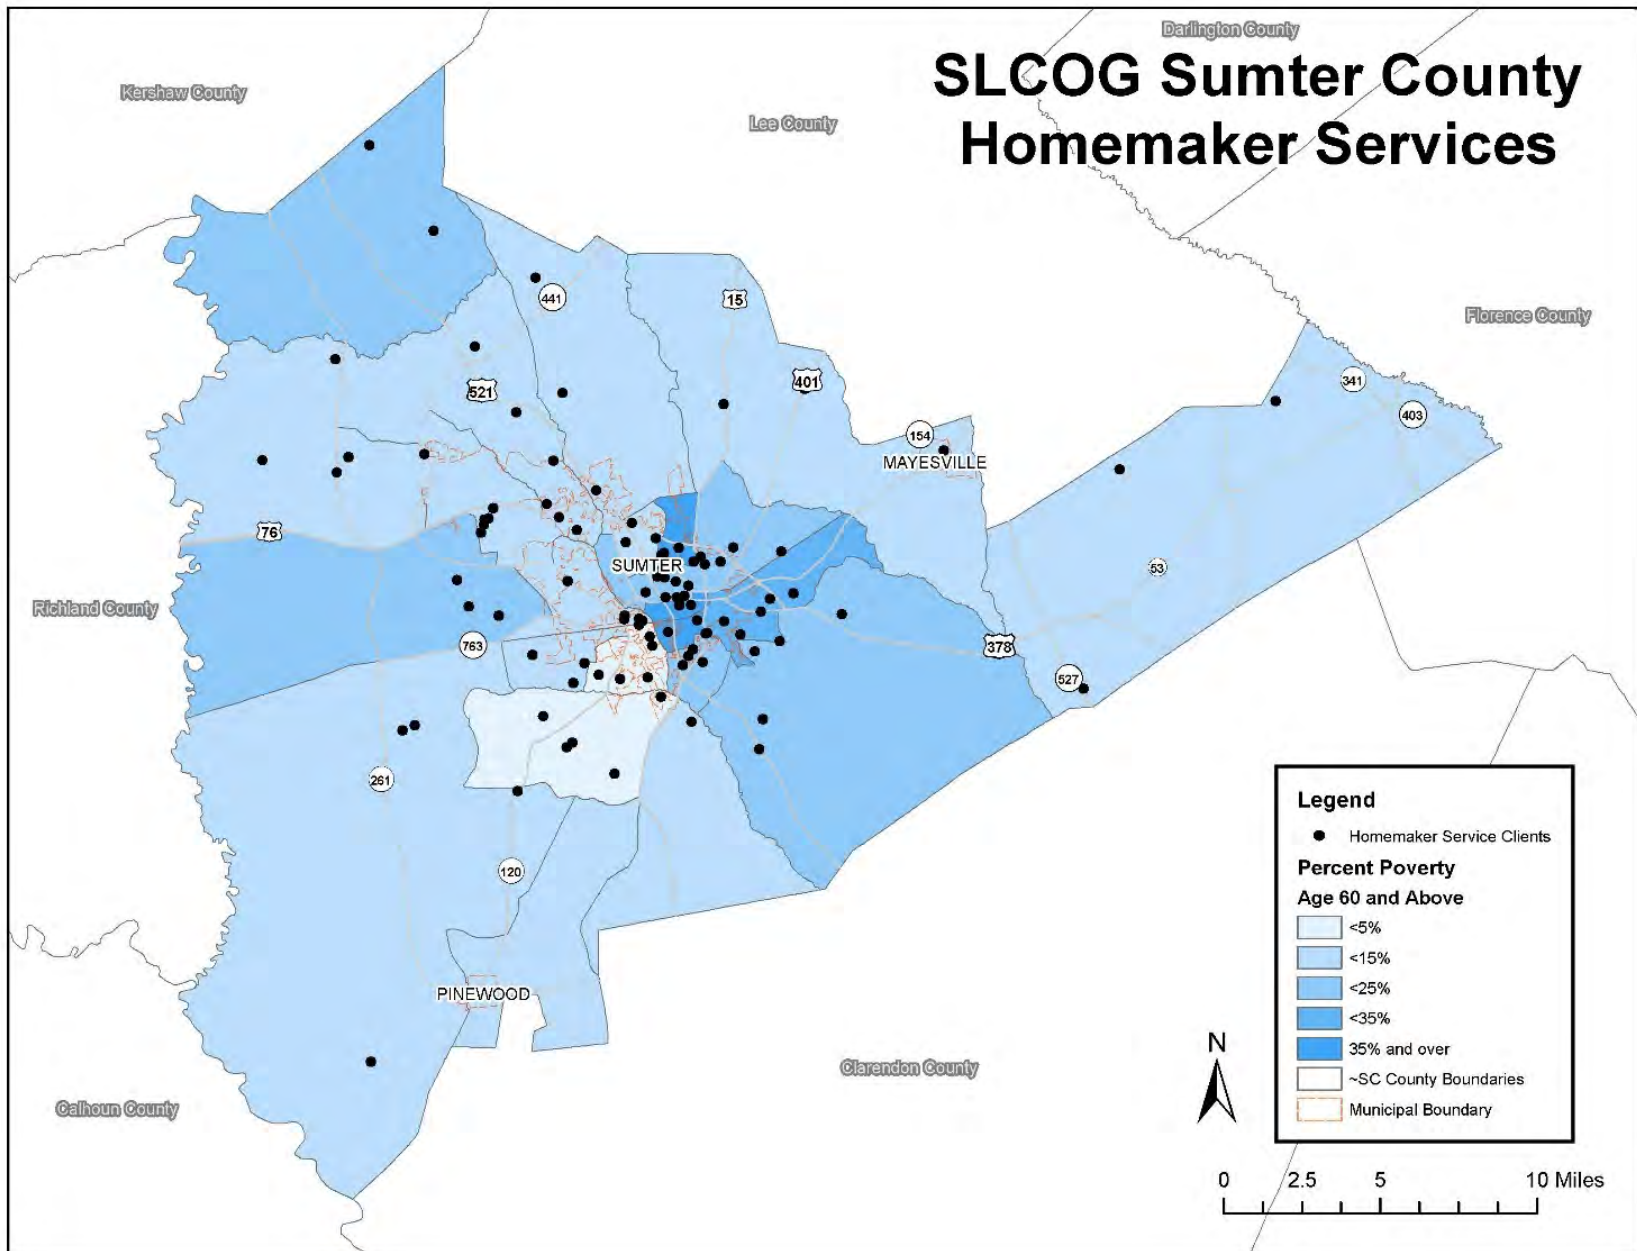 Darlington County
SLCOG Sumter County
Homemaker Services
Kershaw County
Lee County
441
15
Florence County
521
401
341
403
154
MAYESVILLE
76
SUMTER
53
Richland County
763
378
527
261
120
PINEWOOD
Clarendon County
Calhoun County
Legend
Homemaker Service Clients
Percent Poverty
Age 60 and Above
<5%
<15%
<25%
<35%
35% and over
~SC County Boundaries
Municipal Boundary
N
0 2.5 5 10 Miles